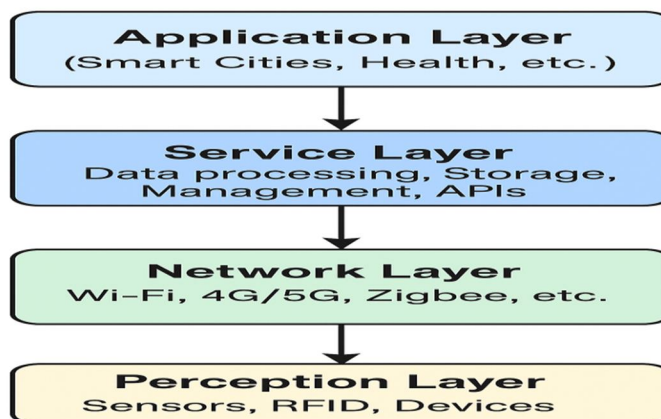 Application Layer
(Smart Cities, Health, etc.)
Service Layer
Data processing, Storage,
Management, APIs
Network Layer
Wi-Fi, 4G/5G, Zigbee, etc.
Perception Layer
Sensors, RFID, Devices